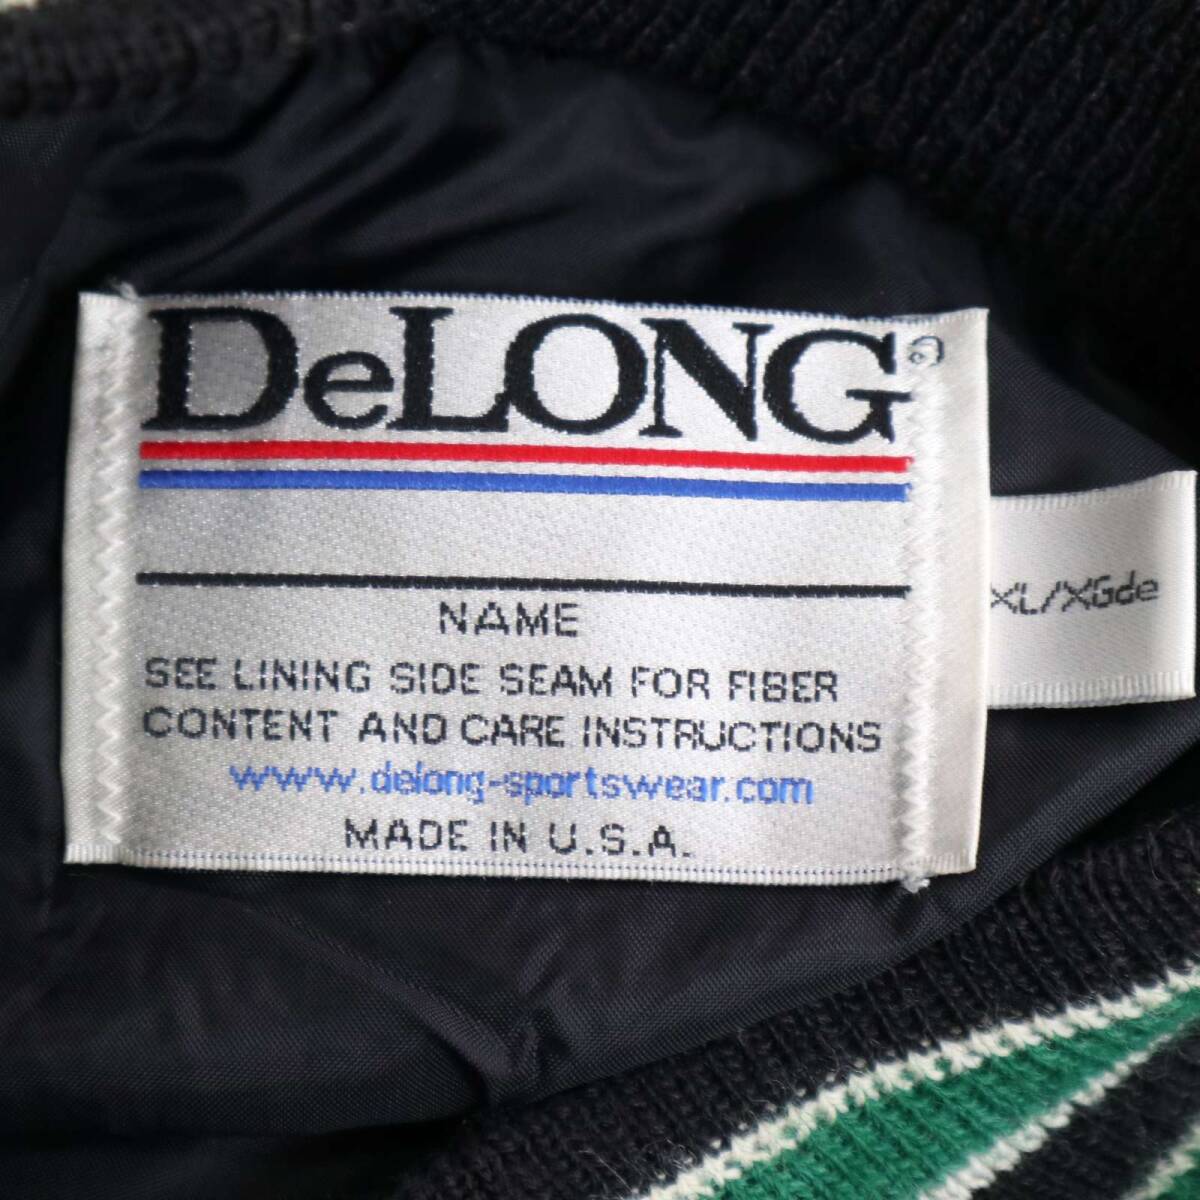 DeLONG®
NAME
SEE LINING SIDE SEAM FOR FIBER
CONTENT AND CARE INSTRUCTIONS
www.delong-sportswear.com
MADE IN U.S.A.
XL/XGde